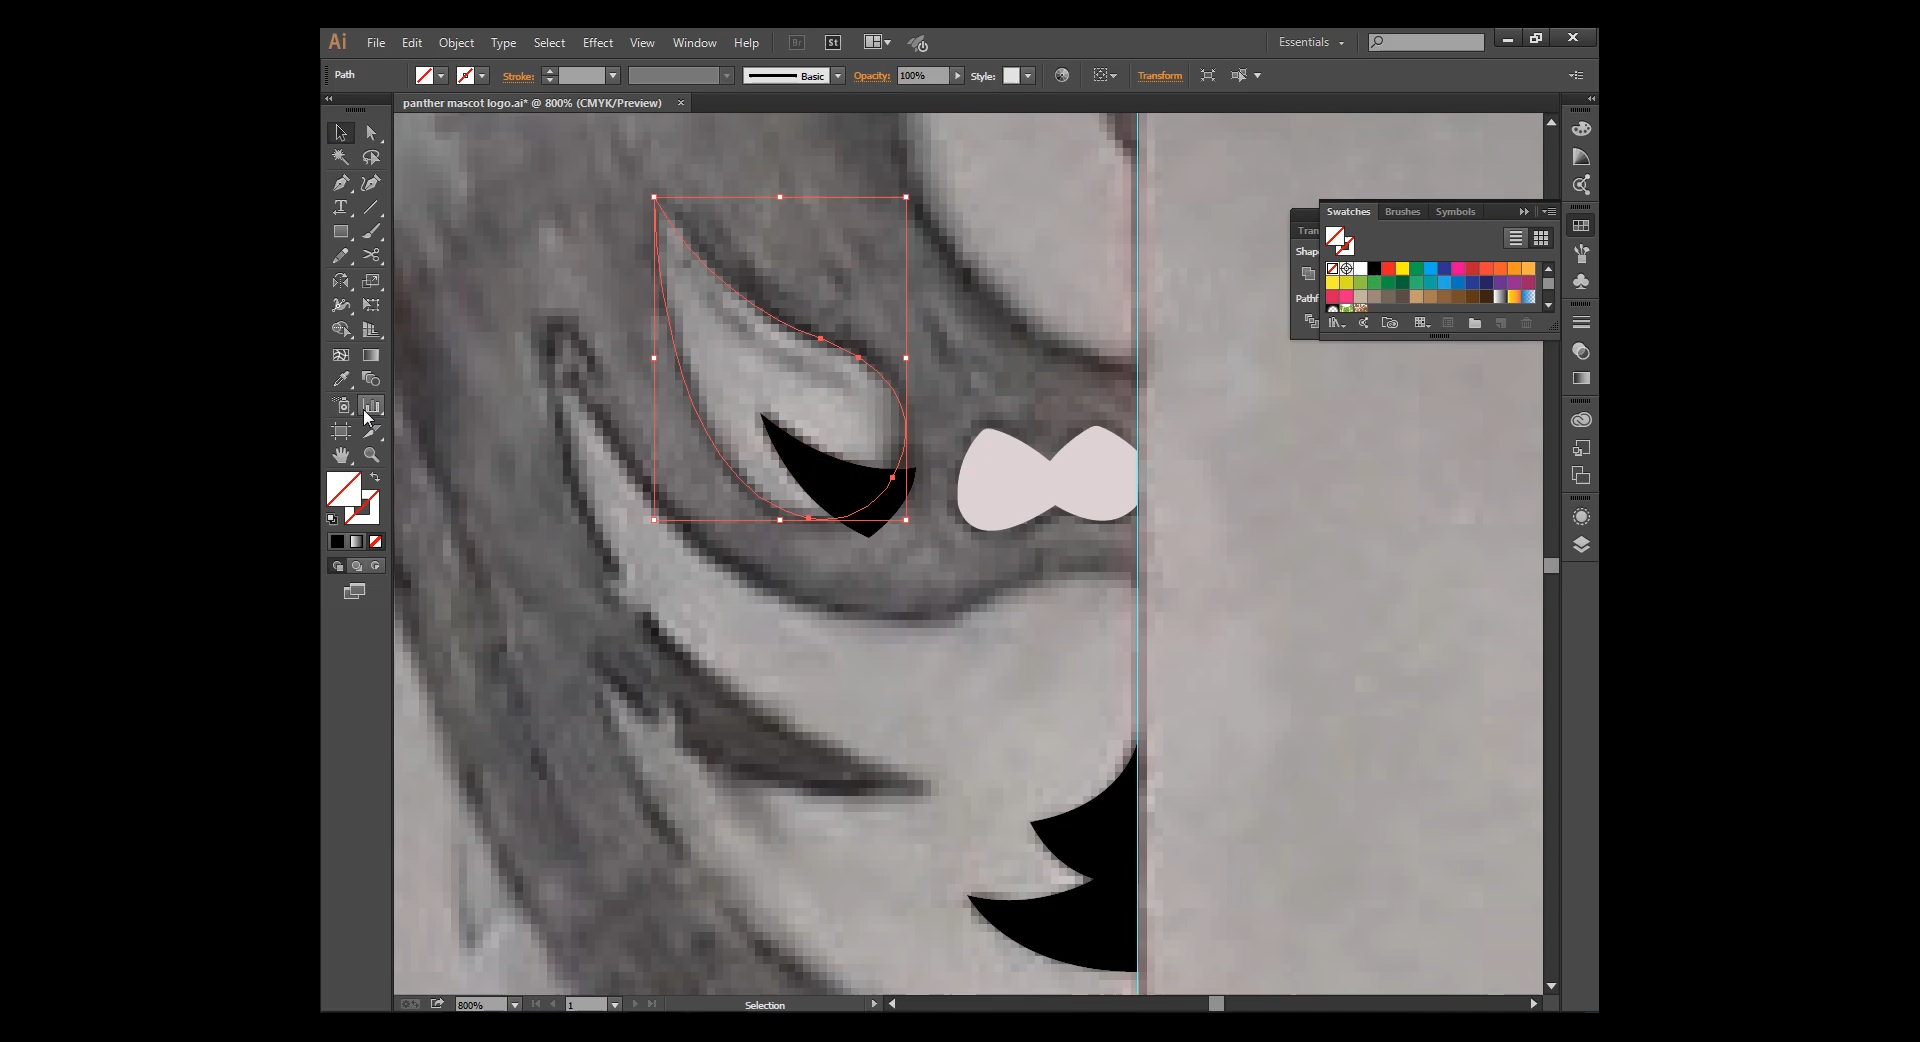 Ai File Edit Object Type Select Effect View Window Help Br St Essentials
Path Stroke: Basic Opacity: 100% Style: Transform
panther mascot logo.ai* @ 800% (CMYK/Preview) ×
Swatches Brushes Symbols
Tran
Shap
Pathf
T
800% 1 Selection